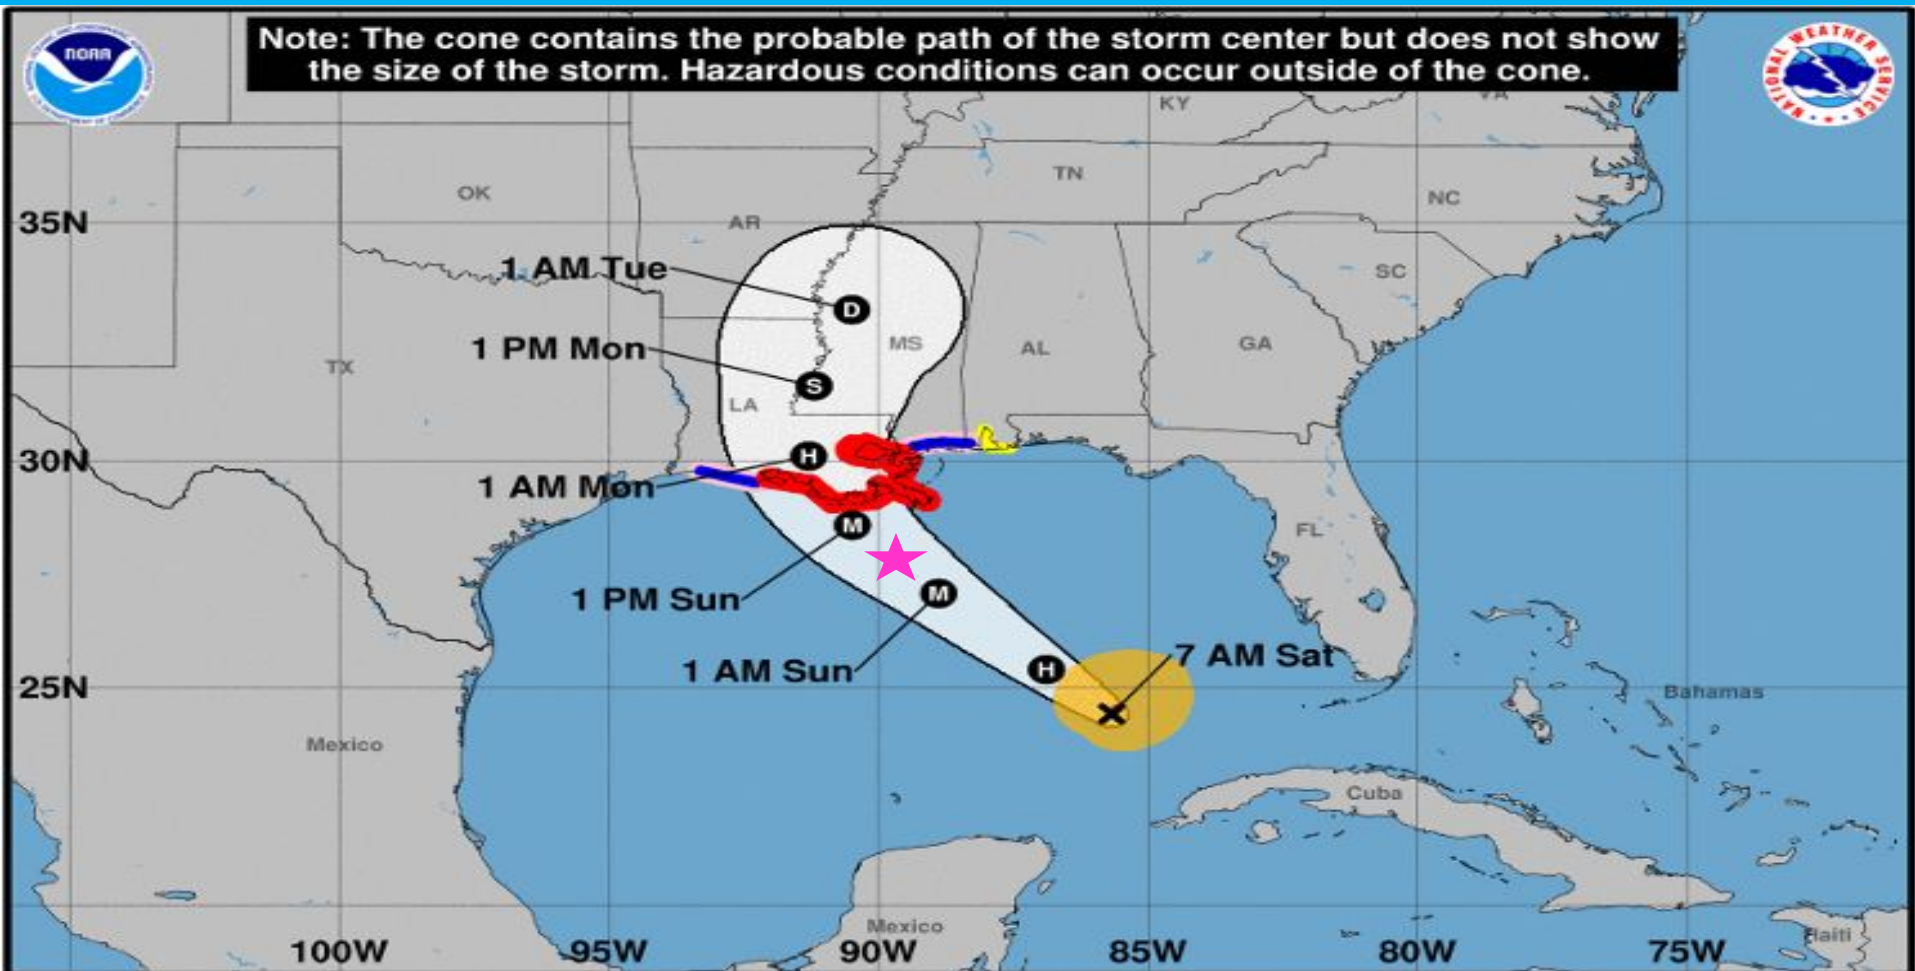 Note: The cone contains the probable path of the storm center but does not show
the size of the storm. Hazardous conditions can occur outside of the cone.
NOAA
NATIONAL WEATHER SERVICE
KY
VA
TN
OK
NC
AR
35N
SC
1 AM Tue
D
1 PM Mon
MS
AL
GA
TX
S
LA
30N
H
1 AM Mon
M
FL
1 PM Sun
M
7 AM Sat
1 AM Sun
H
25N
Bahamas
Mexico
Cuba
Mexico
Haiti
100W
95W
90W
85W
80W
75W